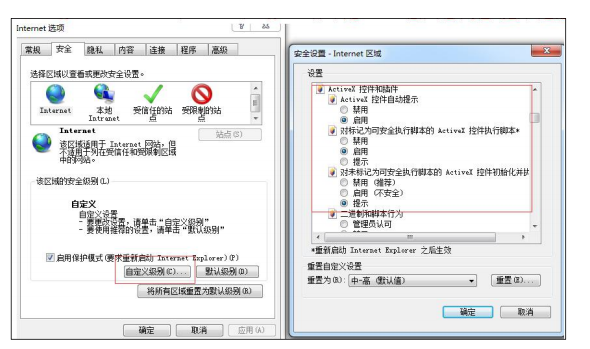 Internet 选项
常规 安全 隐私 内容 连接 程序 高级
选择区域以查看或更改安全设置。
Internet 本地 Intranet 受信任的站点 受限制的站点
Internet
站点(S)
该区域适用于 Internet 网站，但
不适用于列在受信任和受限制区域
中的网站。
该区域的安全级别(L)
自定义
自定义设置
- 要更改设置，请单击“自定义级别”
- 要使用推荐的设置，请单击“默认级别”
启用保护模式(要求重新启动 Internet Explorer)(P)
自定义级别(C)... 默认级别(D)
将所有区域重置为默认级别(R)
确定 取消 应用(A)
安全设置 - Internet 区域
设置
ActiveX 控件和插件
ActiveX 控件自动提示
禁用
启用
对标记为可安全执行脚本的 ActiveX 控件执行脚本*
禁用
启用
提示
对未标记为可安全执行脚本的 ActiveX 控件初始化并执
禁用（推荐）
启用（不安全）
提示
二进制和脚本行为
管理员认可
*重新启动 Internet Explorer 之后生效
重置自定义设置
重置为(R): 中-高（默认值） 重置(E)...
确定 取消